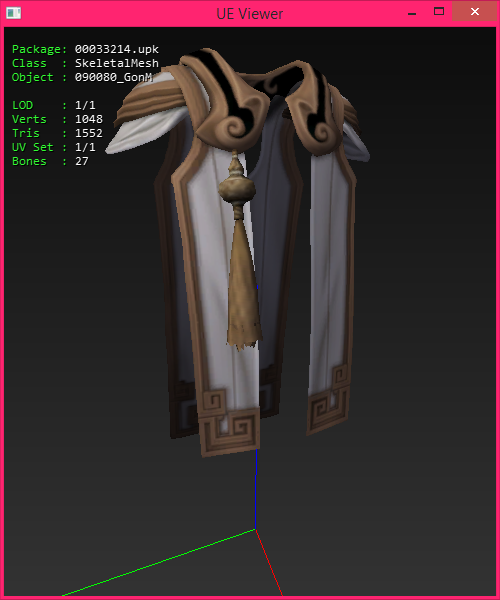 UE Viewer
Package: 00033214.upk
Class : SkeletalMesh
Object : 090080_GonM
LOD : 1/1
Verts : 1048
Tris : 1552
UV Set : 1/1
Bones : 27